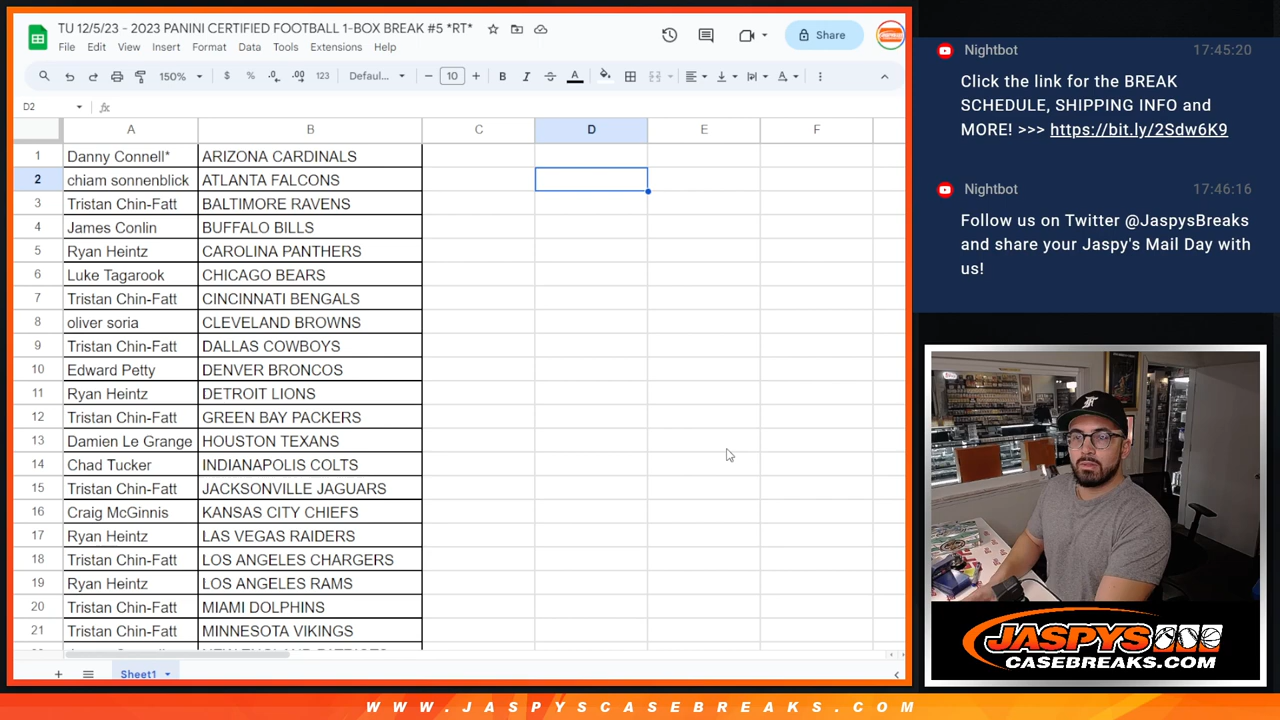 TU 12/5/23 - 2023 PANINI CERTIFIED FOOTBALL 1-BOX BREAK #5 *RT*
File Edit View Insert Format Data Tools Extensions Help
Share
150% $ % .0 .00 123 Defaul... 10 B I A
D2 fx
A B C D E F
1 Danny Connell* ARIZONA CARDINALS
2 chiam sonnenblick ATLANTA FALCONS
3 Tristan Chin-Fatt BALTIMORE RAVENS
4 James Conlin BUFFALO BILLS
5 Ryan Heintz CAROLINA PANTHERS
6 Luke Tagarook CHICAGO BEARS
7 Tristan Chin-Fatt CINCINNATI BENGALS
8 oliver soria CLEVELAND BROWNS
9 Tristan Chin-Fatt DALLAS COWBOYS
10 Edward Petty DENVER BRONCOS
11 Ryan Heintz DETROIT LIONS
12 Tristan Chin-Fatt GREEN BAY PACKERS
13 Damien Le Grange HOUSTON TEXANS
14 Chad Tucker INDIANAPOLIS COLTS
15 Tristan Chin-Fatt JACKSONVILLE JAGUARS
16 Craig McGinnis KANSAS CITY CHIEFS
17 Ryan Heintz LAS VEGAS RAIDERS
18 Tristan Chin-Fatt LOS ANGELES CHARGERS
19 Ryan Heintz LOS ANGELES RAMS
20 Tristan Chin-Fatt MIAMI DOLPHINS
21 Tristan Chin-Fatt MINNESOTA VIKINGS
Sheet1
Nightbot 17:45:20
Click the link for the BREAK
SCHEDULE, SHIPPING INFO and
MORE! >>> https://bit.ly/2Sdw6K9
Nightbot 17:46:16
Follow us on Twitter @JaspysBreaks
and share your Jaspy's Mail Day with
us!
JASPYS
CASEBREAKS.COM
WWW.JASPYSCASEBREAKS.COM